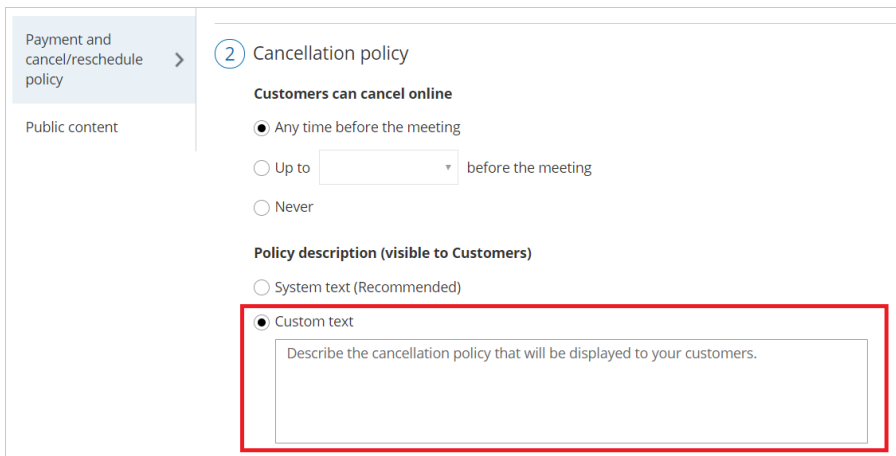 Payment and
cancel/reschedule
policy
Public content
2 Cancellation policy
Customers can cancel online
Any time before the meeting
Up to before the meeting
Never
Policy description (visible to Customers)
System text (Recommended)
Custom text
Describe the cancellation policy that will be displayed to your customers.